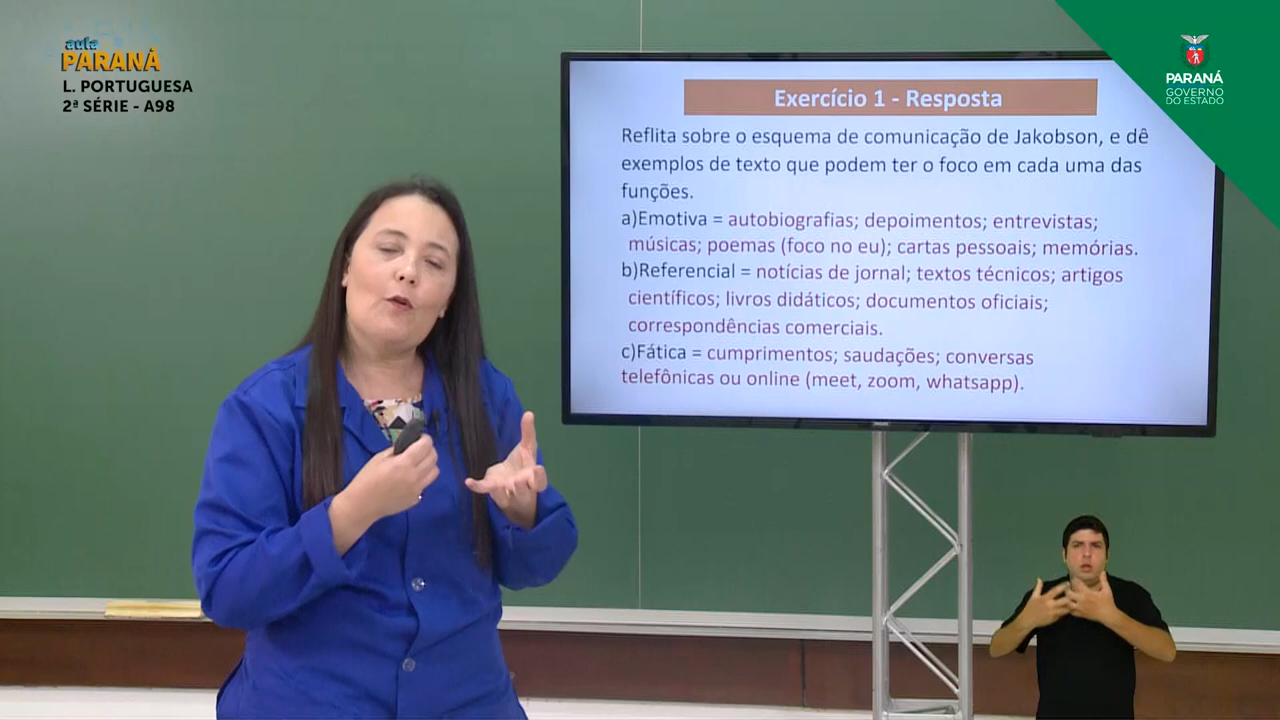 aula
PARANÁ
L. PORTUGUESA
2ª SÉRIE - A98
PARANÁ
GOVERNO
DO ESTADO
Exercício 1 - Resposta
Reflita sobre o esquema de comunicação de Jakobson, e dê
exemplos de texto que podem ter o foco em cada uma das
funções.
a)Emotiva = autobiografias; depoimentos; entrevistas;
músicas; poemas (foco no eu); cartas pessoais; memórias.
b)Referencial = notícias de jornal; textos técnicos; artigos
científicos; livros didáticos; documentos oficiais;
correspondências comerciais.
c)Fática = cumprimentos; saudações; conversas
telefônicas ou online (meet, zoom, whatsapp).